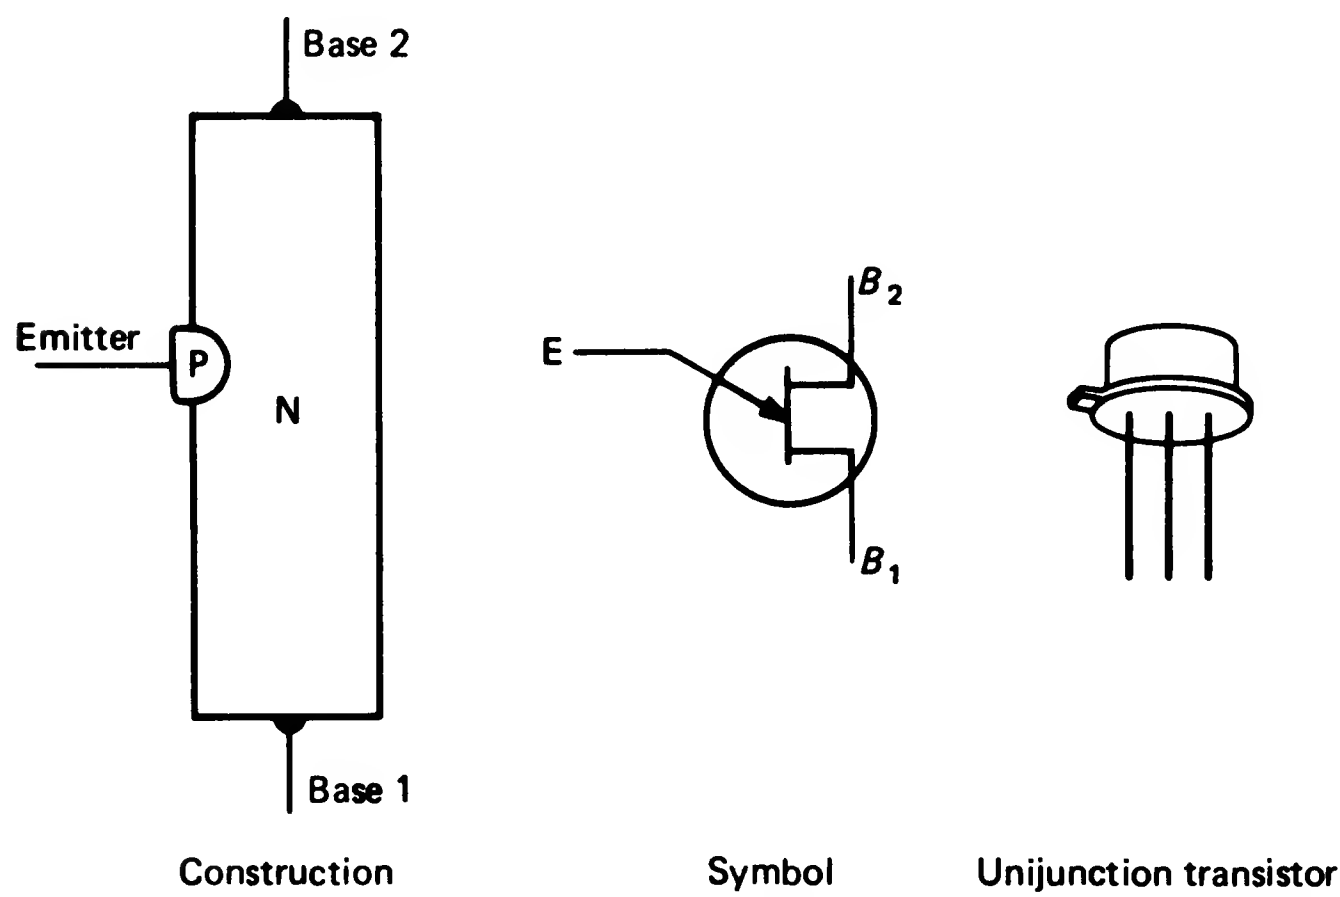 Base 2
Emitter
P
N
Base 1
Construction
E
B2
B1
Symbol
Unijunction transistor